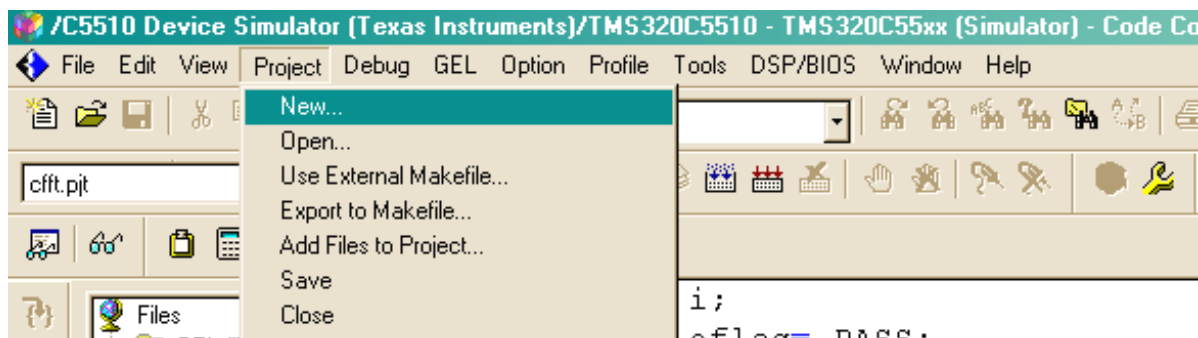 /C5510 Device Simulator (Texas Instruments)/TMS320C5510 - TMS320C55xx (Simulator) - Code Co
File Edit View Project Debug GEL Option Profile Tools DSP/BIOS Window Help
New...
Open...
cfft.pjt
Use External Makefile...
Export to Makefile...
Add Files to Project...
Save
Files
Close
i;
PASS;